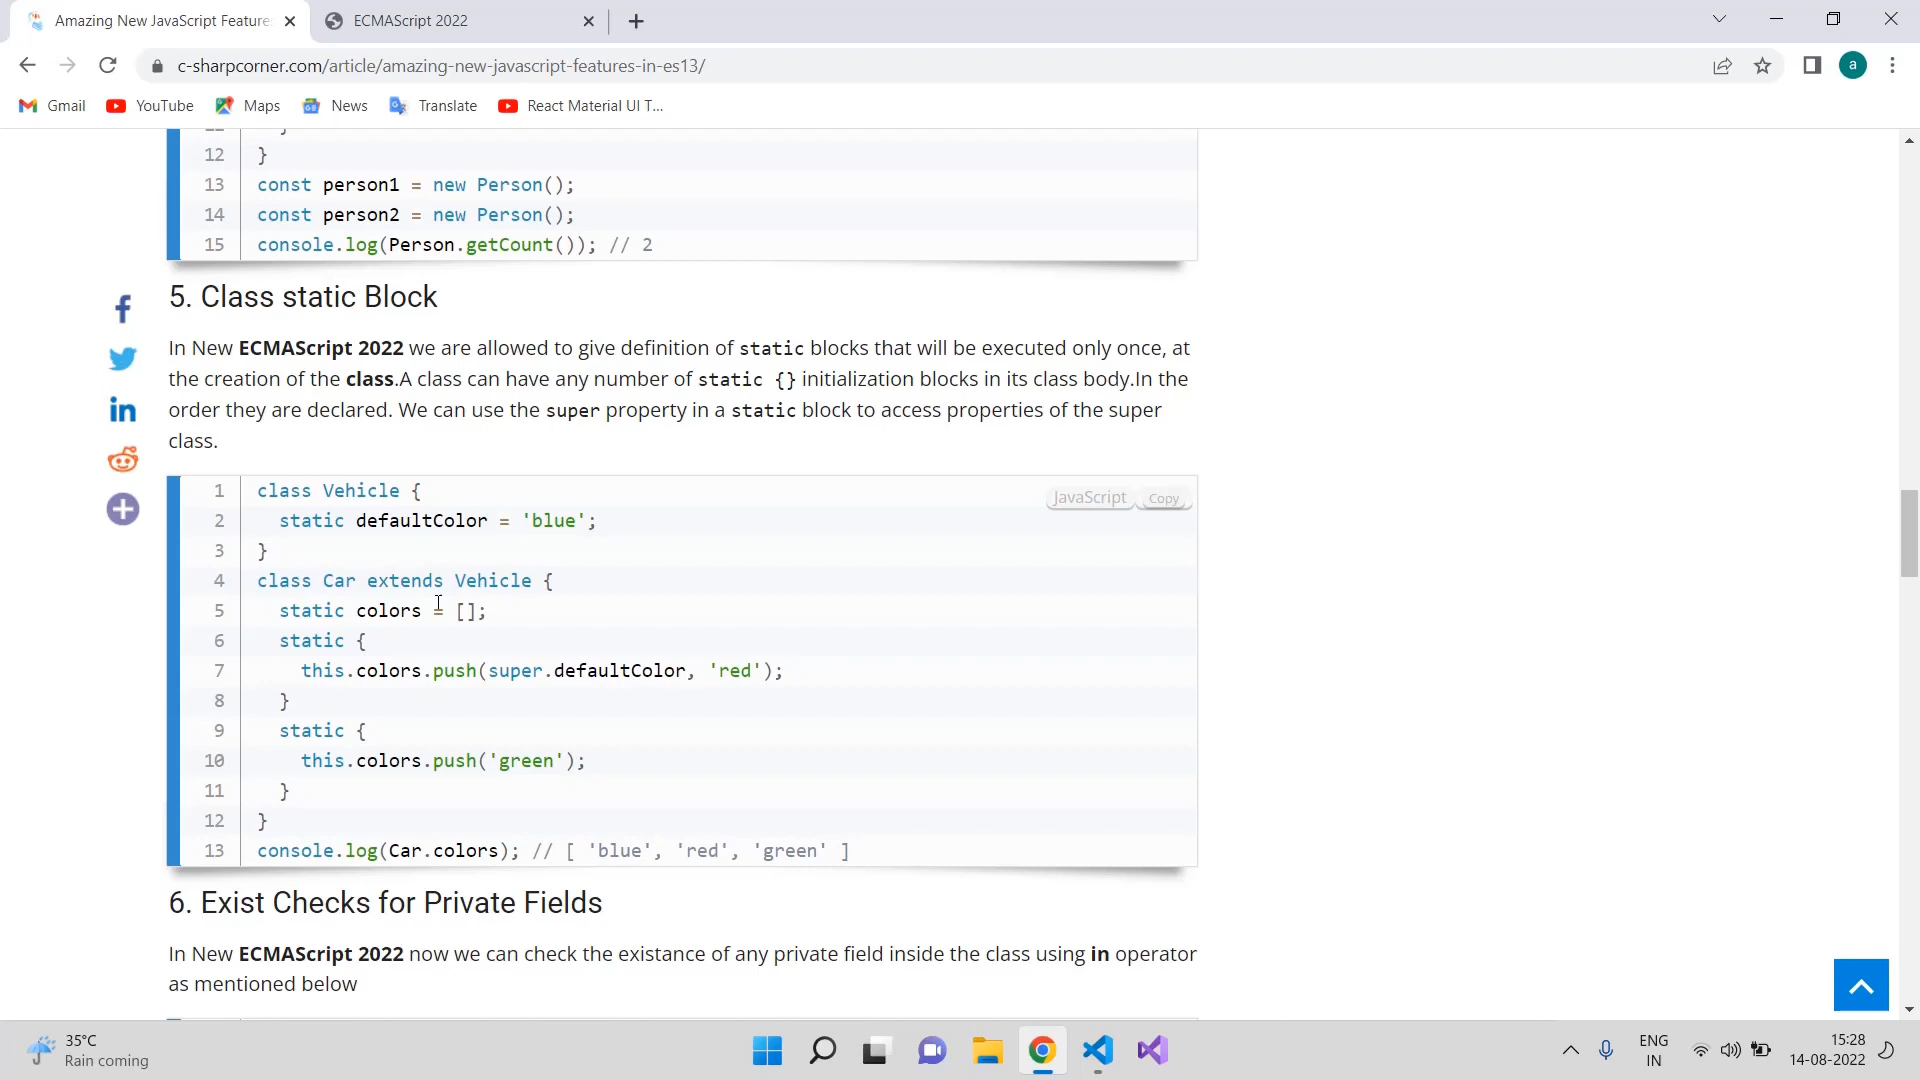 Amazing New JavaScript Feature
ECMAScript 2022
c-sharpcorner.com/article/amazing-new-javascript-features-in-es13/
a
Gmail
YouTube
Maps
News
Translate
React Material UI T...
12 }
13 const person1 = new Person();
14 const person2 = new Person();
15 console.log(Person.getCount()); // 2
5. Class static Block
In New ECMAScript 2022 we are allowed to give definition of static blocks that will be executed only once, at
the creation of the class.A class can have any number of static {} initialization blocks in its class body.In the
order they are declared. We can use the super property in a static block to access properties of the super
class.
JavaScript Copy
1 class Vehicle {
2 static defaultColor = 'blue';
3 }
4 class Car extends Vehicle {
5 static colors = [];
6 static {
7 this.colors.push(super.defaultColor, 'red');
8 }
9 static {
10 this.colors.push('green');
11 }
12 }
13 console.log(Car.colors); // [ 'blue', 'red', 'green' ]
6. Exist Checks for Private Fields
In New ECMAScript 2022 now we can check the existance of any private field inside the class using in operator
as mentioned below
35°C
Rain coming
ENG
IN
15:28
14-08-2022